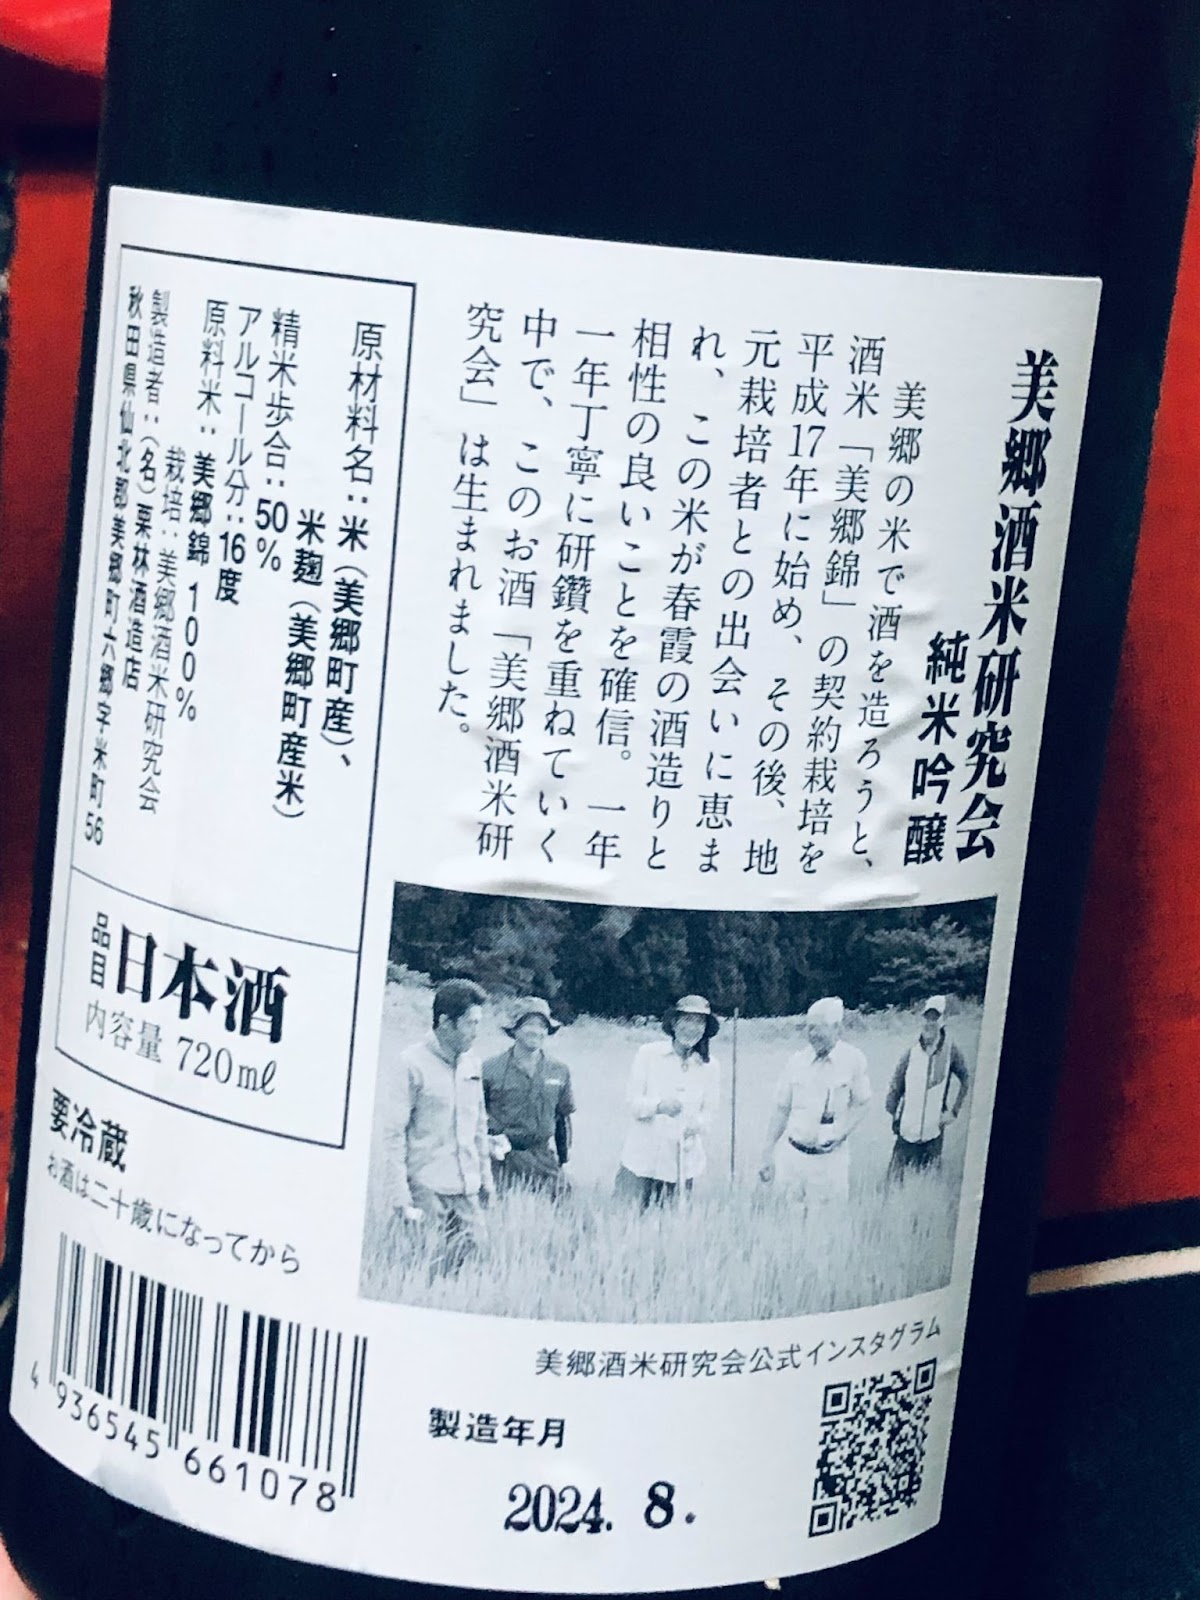 美郷酒米研究会
純米吟醸
美郷の米で酒を造ろうと、
酒米「美郷錦」の契約栽培を
平成17年に始め、その後、地
元栽培者との出会いに恵ま
れ、この米が春霞の酒造りと
相性の良いことを確信。一年
一年丁寧に研鑽を重ねていく
中で、このお酒「美郷酒米研
究会」は生まれました。
原材料名：米（美郷町産）、
米麹（美郷町産米）
精米歩合：50％
アルコール分：16度
原料米：美郷錦 100％
栽培：美郷酒米研究会
製造者：（名）栗林酒造店
秋田県仙北郡美郷町六郷字米町56
品目 日本酒
内容量 720mℓ
要冷蔵
お酒は二十歳になってから
4 936545 661078
美郷酒米研究会公式インスタグラム
製造年月
2024. 8.